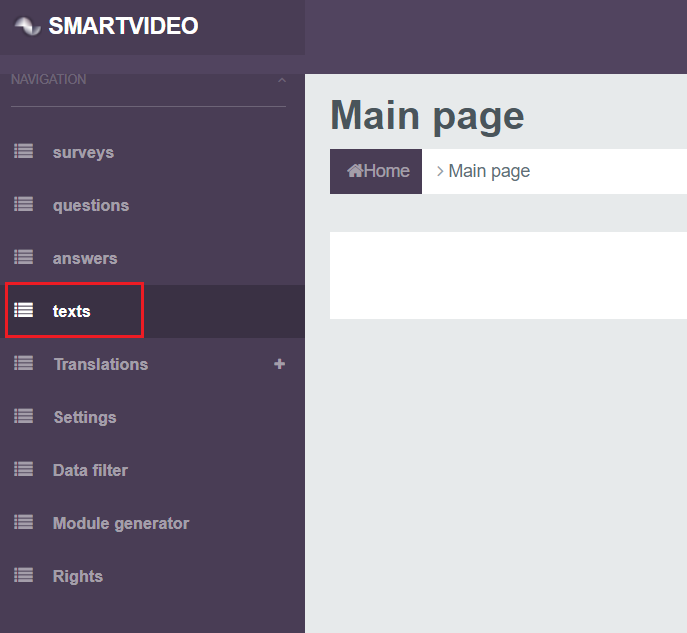 SMARTVIDEO
NAVIGATION
surveys
questions
answers
texts
Translations
Settings
Data filter
Module generator
Rights
Main page
Home > Main page